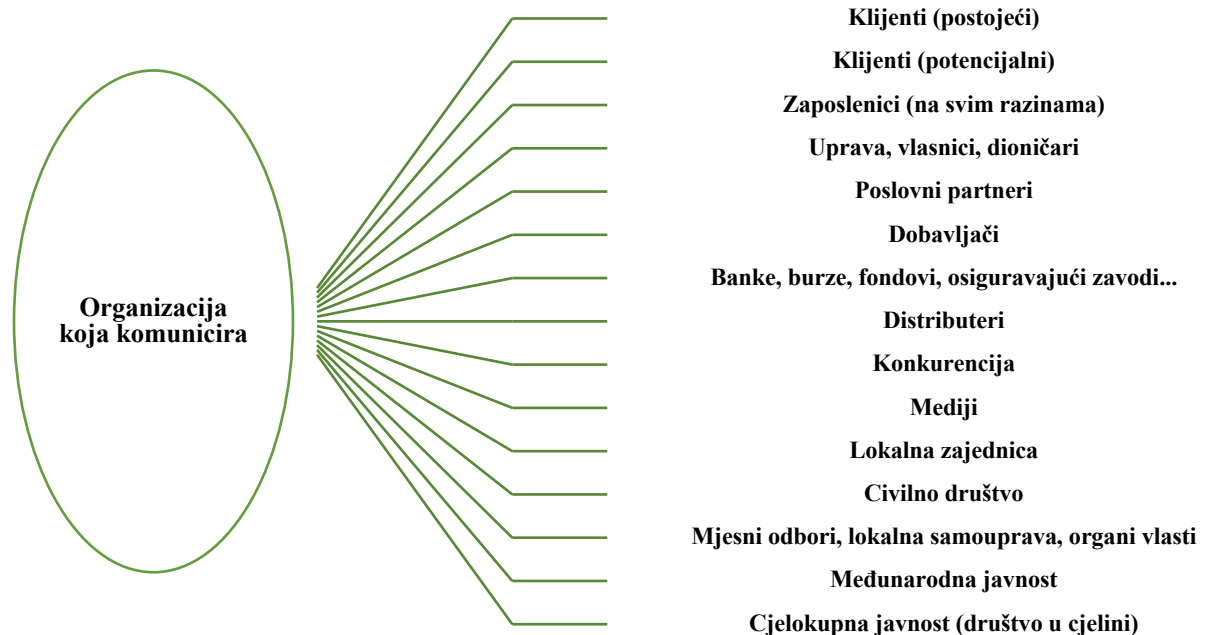 Klijenti (postojeći)
Klijenti (potencijalni)
Zaposlenici (na svim razinama)
Uprava, vlasnici, dioničari
Poslovni partneri
Dobavljači
Banke, burze, fondovi, osiguravajući zavodi...
Organizacija
koja komunicira
Distributeri
Konkurencija
Mediji
Lokalna zajednica
Civilno društvo
Mjesni odbori, lokalna samouprava, organi vlasti
Međunarodna javnost
Cjelokupna javnost (društvo u cjelini)